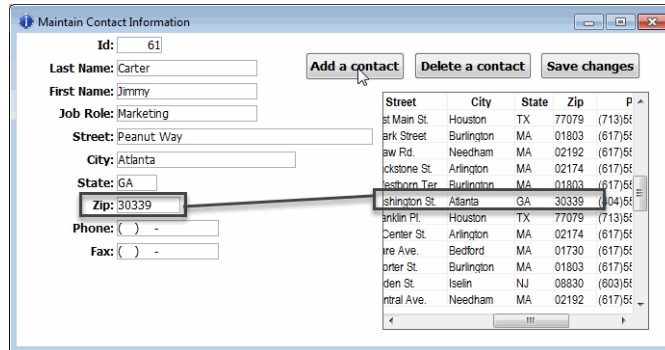 Maintain Contact Information
Id: 61
Last Name: Carter
First Name: Jimmy
Job Role: Marketing
Street: Peanut Way
City: Atlanta
State: GA
Zip: 30339
Phone: ( ) -
Fax: ( ) -
Add a contact Delete a contact Save changes
Street City State Zip P
st Main St. Houston TX 77079 (713)55
ark Street Burlington MA 01803 (617)55
aw Rd. Needham MA 02192 (617)55
ckstone St. Arlington MA 02174 (617)55
estborn Ter Burlington MA 01803 (617)55
shington St. Atlanta GA 30339 (404)55
anklin Pl. Houston TX 77079 (713)55
Center St. Arlington MA 02174 (617)55
re Ave. Bedford MA 01730 (617)55
orter St. Burlington MA 01803 (617)55
den St. Iselin NJ 08830 (603)55
ntral Ave. Needham MA 02192 (617)55